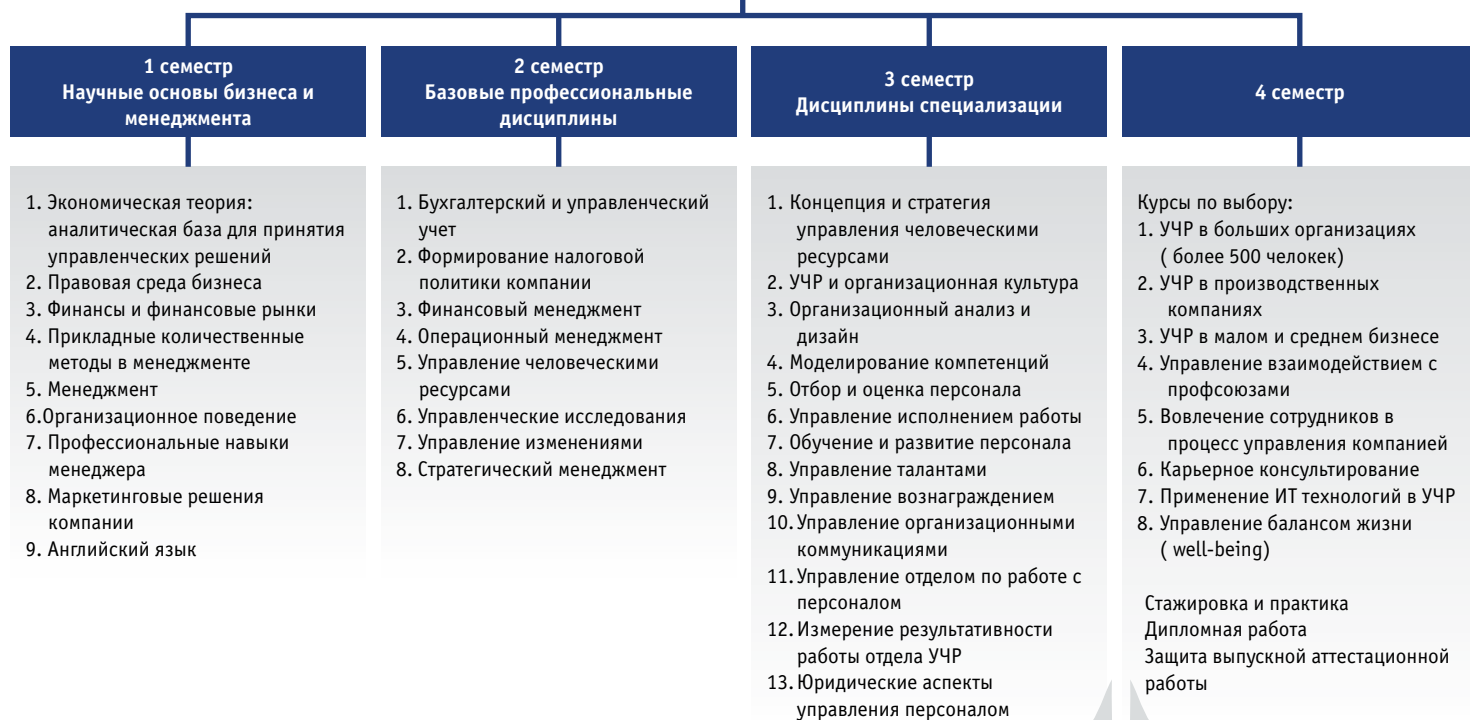 1 семестр
Научные основы бизнеса и
менеджмента
1. Экономическая теория:
аналитическая база для принятия
управленческих решений
2. Правовая среда бизнеса
3. Финансы и финансовые рынки
4. Прикладные количественные
методы в менеджменте
5. Менеджмент
6.Организационное поведение
7. Профессиональные навыки
менеджера
8. Маркетинговые решения
компании
9. Английский язык
2 семестр
Базовые профессиональные
дисциплины
1. Бухгалтерский и управленческий
учет
2. Формирование налоговой
политики компании
3. Финансовый менеджмент
4. Операционный менеджмент
5. Управление человеческими
ресурсами
6. Управленческие исследования
7. Управление изменениями
8. Стратегический менеджмент
3 семестр
Дисциплины специализации
1. Концепция и стратегия
управления человеческими
ресурсами
2. УЧР и организационная культура
3. Организационный анализ и
дизайн
4. Моделирование компетенций
5. Отбор и оценка персонала
6. Управление исполнением работы
7. Обучение и развитие персонала
8. Управление талантами
9. Управление вознаграждением
10. Управление организационными
коммуникациями
11. Управление отделом по работе с
персоналом
12. Измерение результативности
работы отдела УЧР
13. Юридические аспекты
управления персоналом
4 семестр
Курсы по выбору:
1. УЧР в больших организациях
( более 500 челокек)
2. УЧР в производственных
компаниях
3. УЧР в малом и среднем бизнесе
4. Управление взаимодействием с
профсоюзами
5. Вовлечение сотрудников в
процесс управления компанией
6. Карьерное консультирование
7. Применение ИТ технологий в УЧР
8. Управление балансом жизни
( well-being)
Стажировка и практика
Дипломная работа
Защита выпускной аттестационной
работы